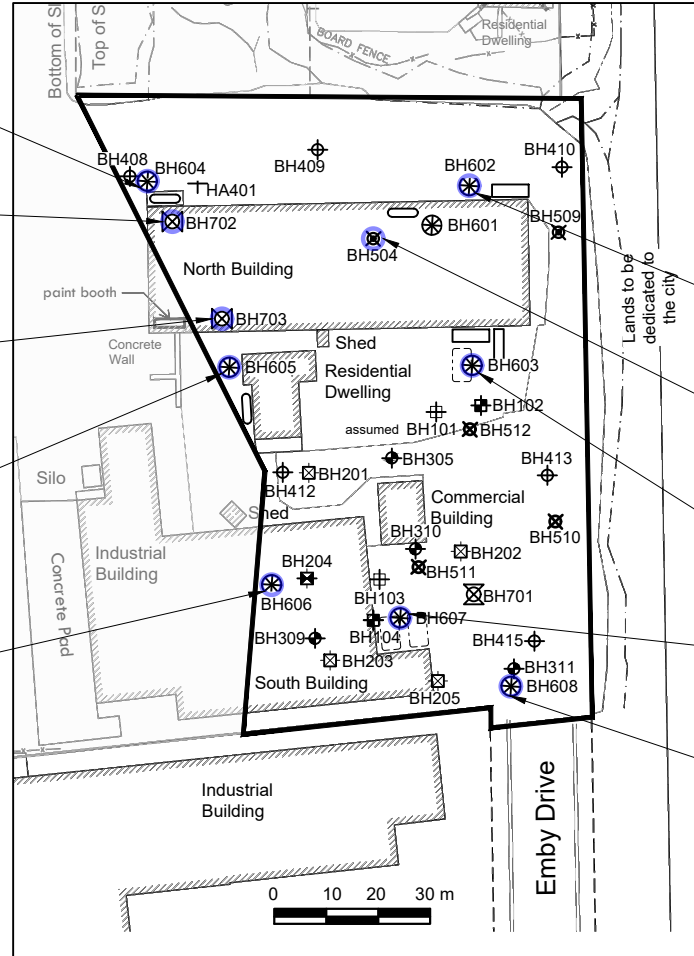 Bottom of Sl
Top of S
Residential
Dwelling
BOARD FENCE
BH408
BH604
HA401
BH409
BH602
BH410
BH702
BH504
BH601
BH509
North Building
Lands to be
dedicated to
the city
paint booth
BH703
Concrete
Wall
Shed
BH605
Residential
Dwelling
BH603
BH102
assumed
BH101
BH512
BH305
BH412
BH201
BH413
Silo
Shed
Commercial
Building
BH510
Industrial
Building
BH310
BH202
BH204
BH511
Concrete Pad
BH606
BH103
BH701
BH607
BH309
BH104
BH415
BH203
BH311
South Building
BH205
BH608
Industrial
Building
Emby Drive
0 10 20 30 m